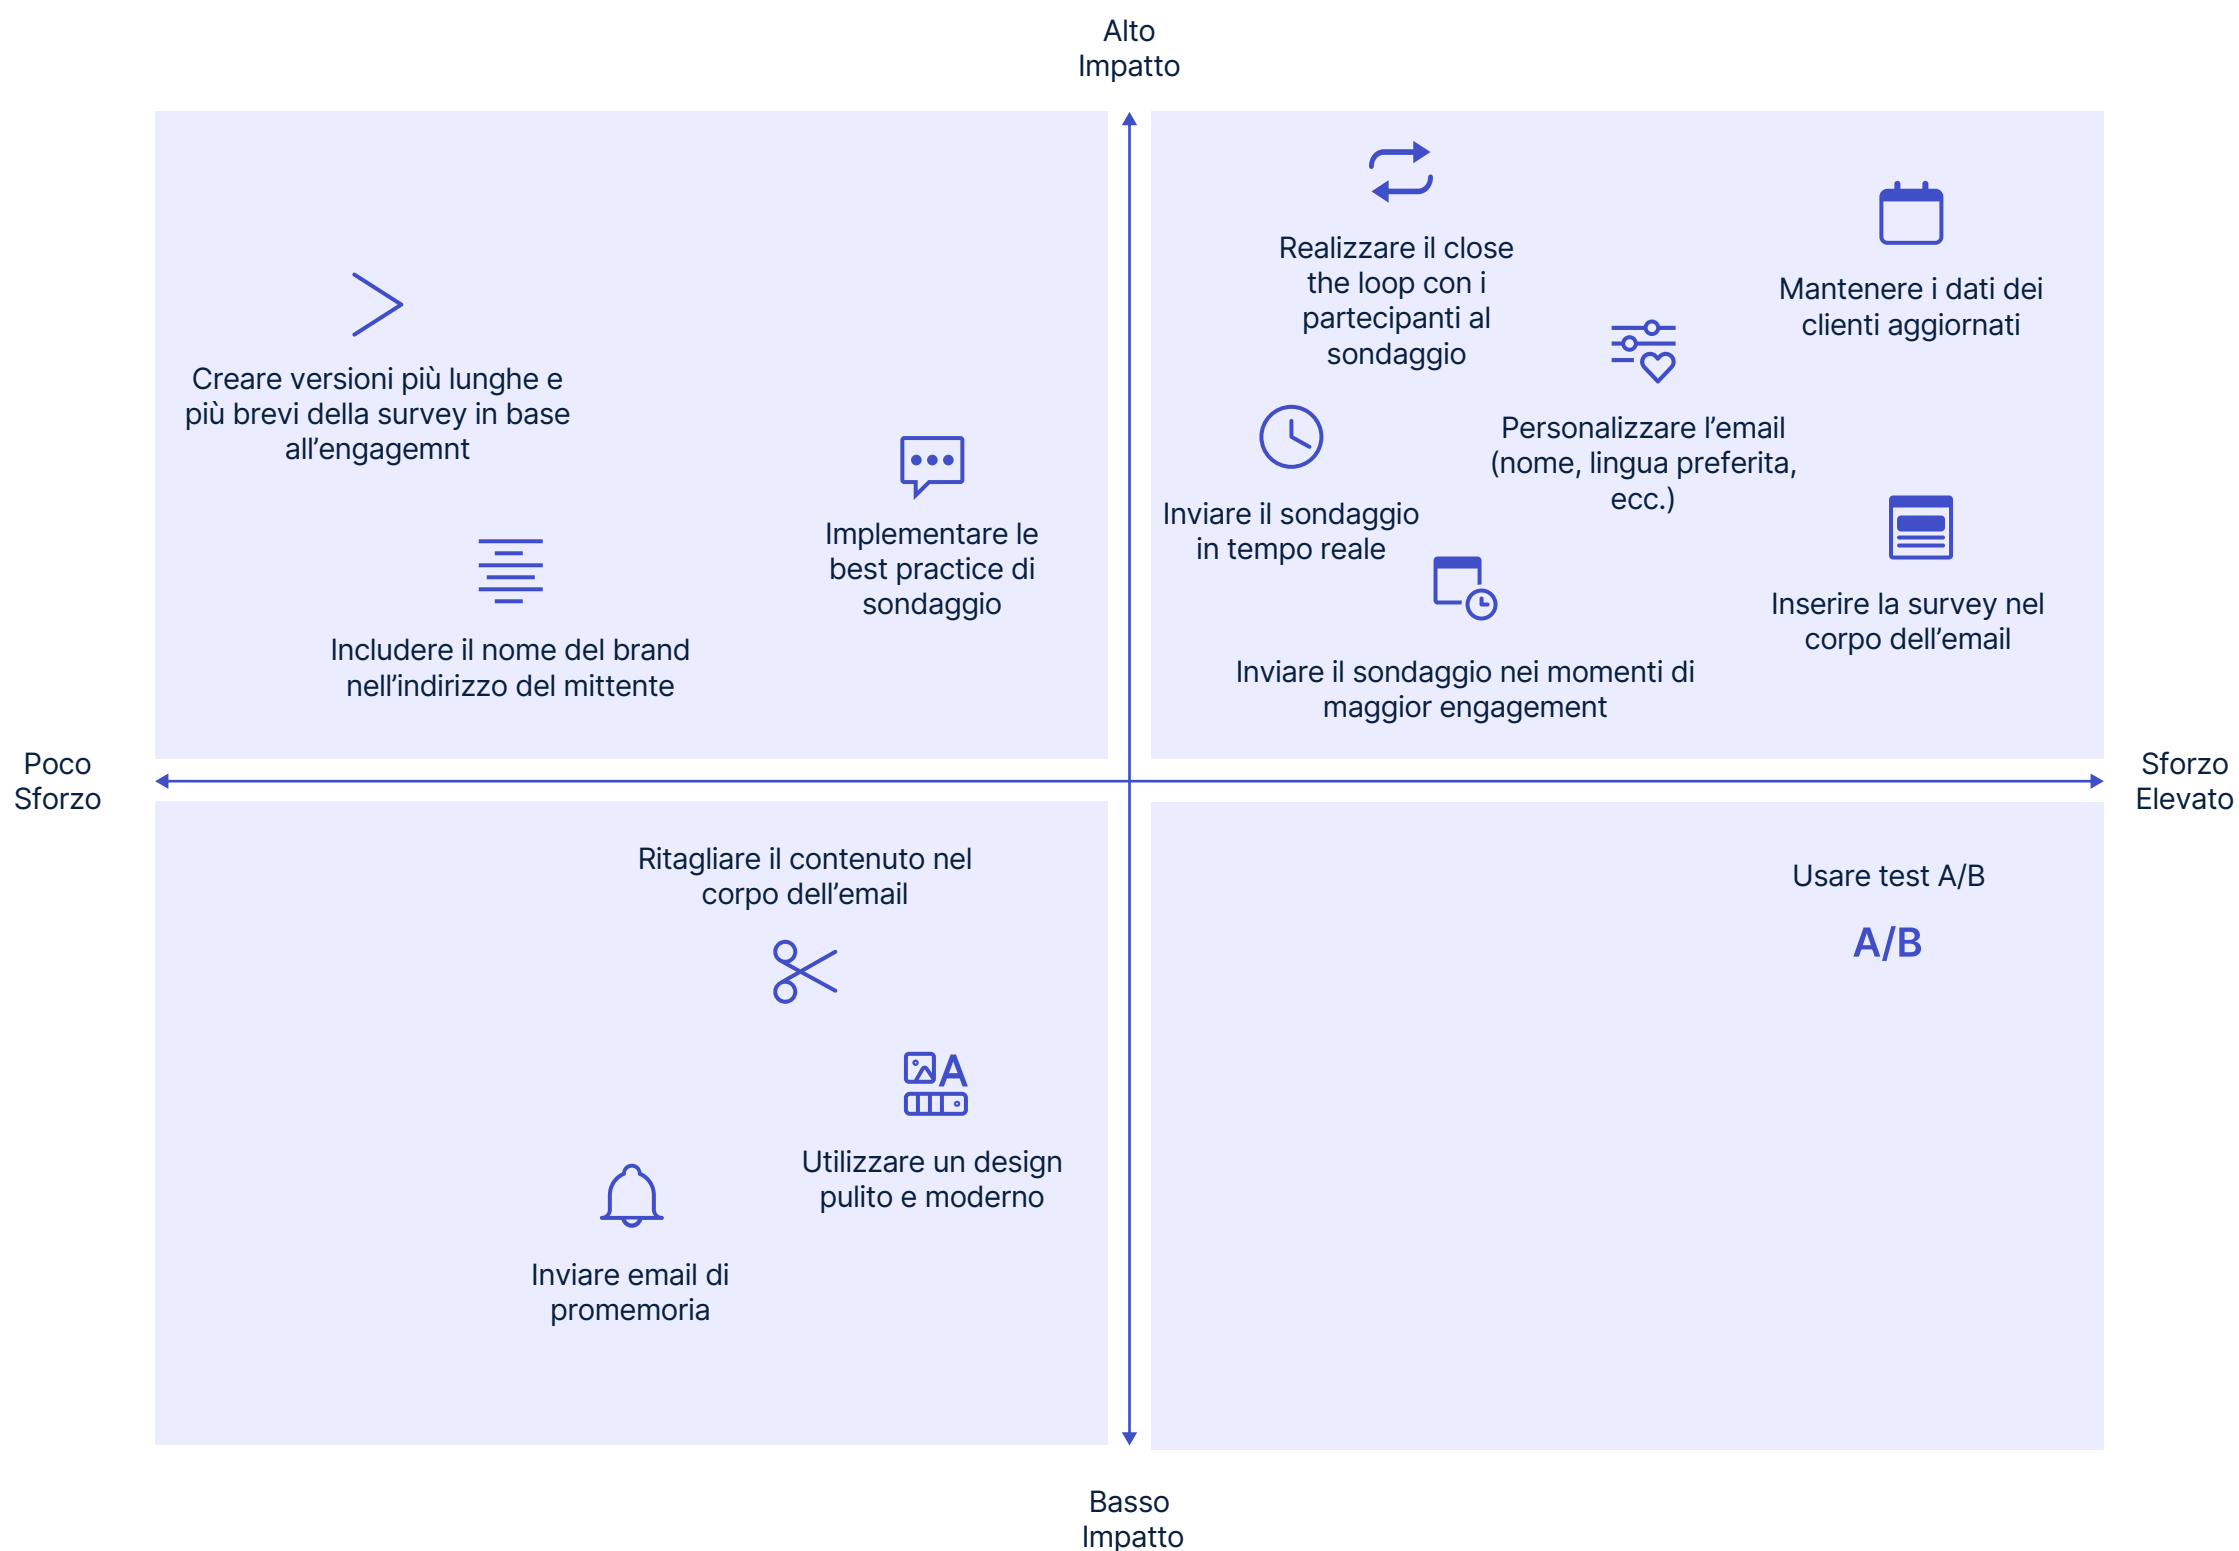 Alto
Impatto
Creare versioni più lunghe e
più brevi della survey in base
all’engagemnt
Implementare le
best practice di
sondaggio
Includere il nome del brand
nell’indirizzo del mittente
Realizzare il close
the loop con i
partecipanti al
sondaggio
Mantenere i dati dei
clienti aggiornati
Personalizzare l’email
(nome, lingua preferita,
ecc.)
Inviare il sondaggio
in tempo reale
Inserire la survey nel
corpo dell’email
Inviare il sondaggio nei momenti di
maggior engagement
Poco
Sforzo
Sforzo
Elevato
Ritagliare il contenuto nel
corpo dell’email
A
Utilizzare un design
pulito e moderno
Inviare email di
promemoria
Usare test A/B
A/B
Basso
Impatto